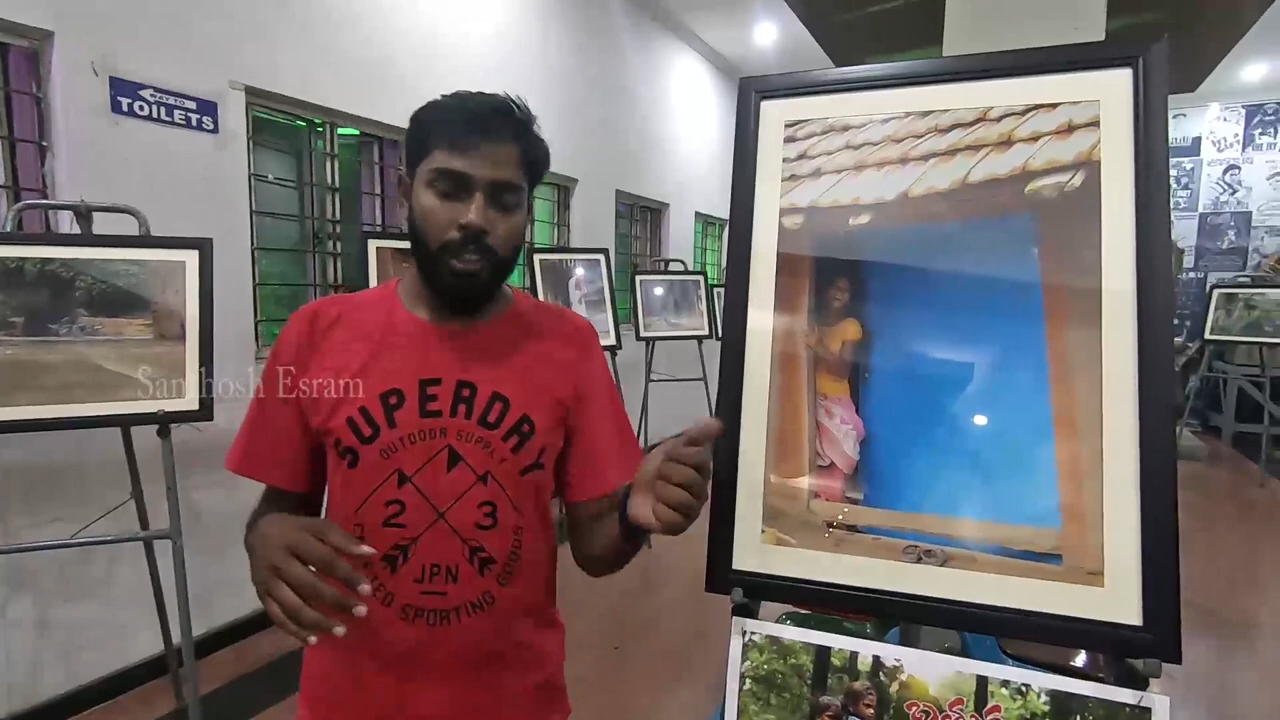 WAY TO
TOILETS
Santhosh Esram
SUPERDRY
OUTDOOR SUPPLY
2 3
JPN
GOODS
SPORTING